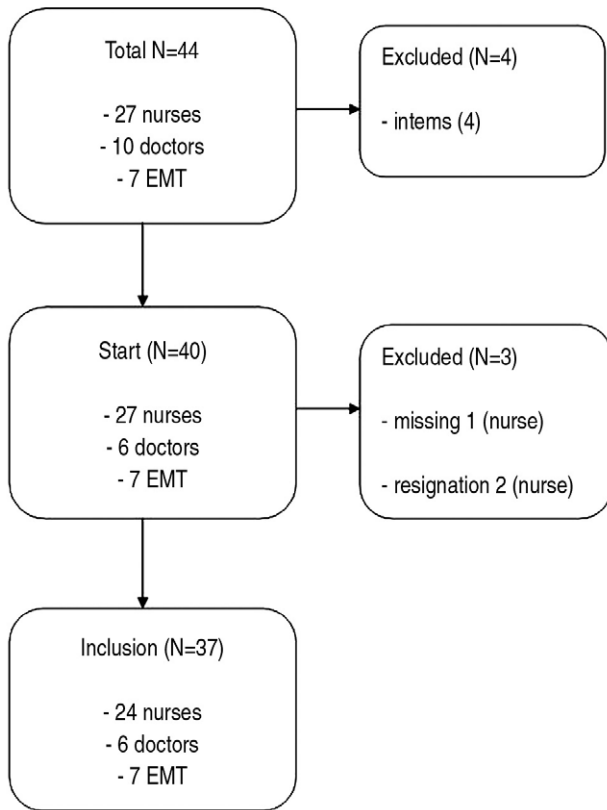 Total N=44
- 27 nurses
- 10 doctors
- 7 EMT
Excluded (N=4)
- interns (4)
Start (N=40)
- 27 nurses
- 6 doctors
- 7 EMT
Excluded (N=3)
- missing 1 (nurse)
- resignation 2 (nurse)
Inclusion (N=37)
- 24 nurses
- 6 doctors
- 7 EMT